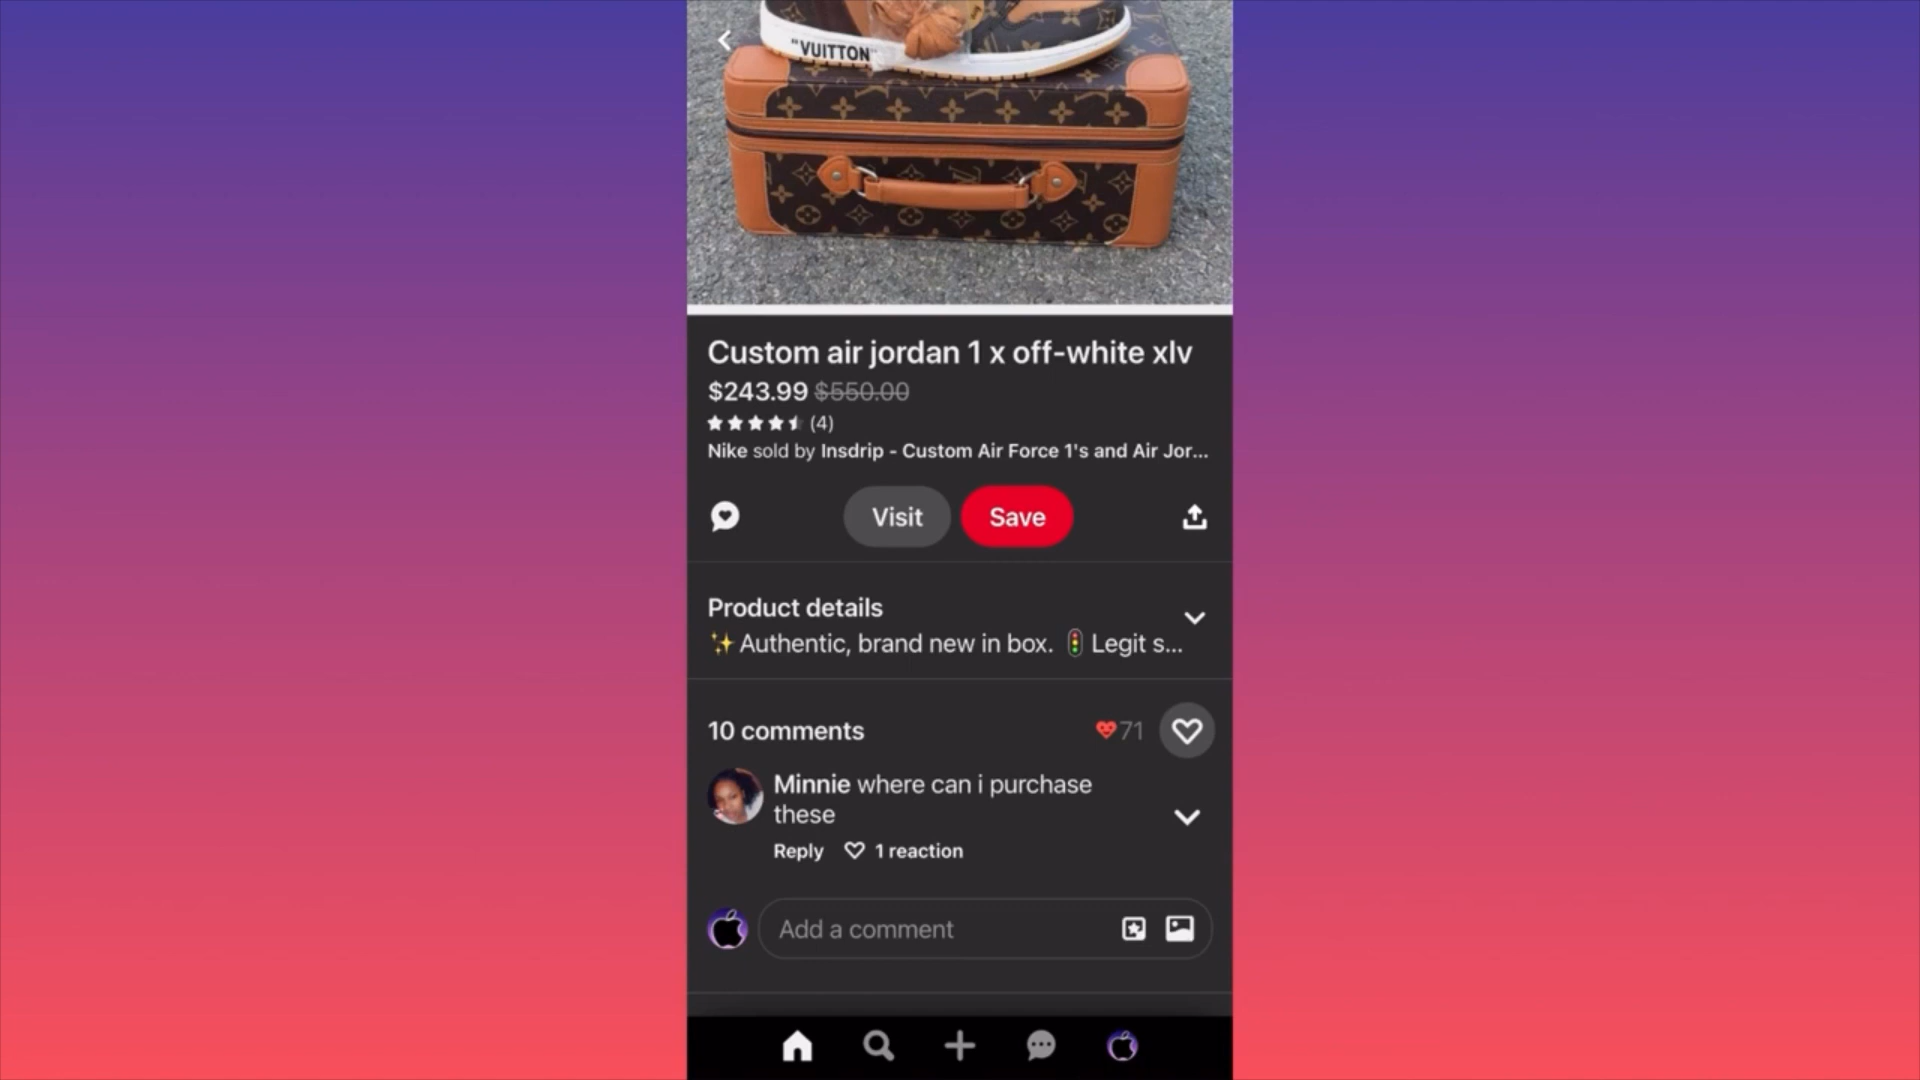 "VUITTON"
Custom air jordan 1 x off-white xlv
$243.99 $550.00
(4)
Nike sold by Insdrip - Custom Air Force 1's and Air Jor...
Visit
Save
Product details
✨ Authentic, brand new in box. 🚦 Legit s...
10 comments
71
Minnie where can i purchase
these
Reply
1 reaction
Add a comment